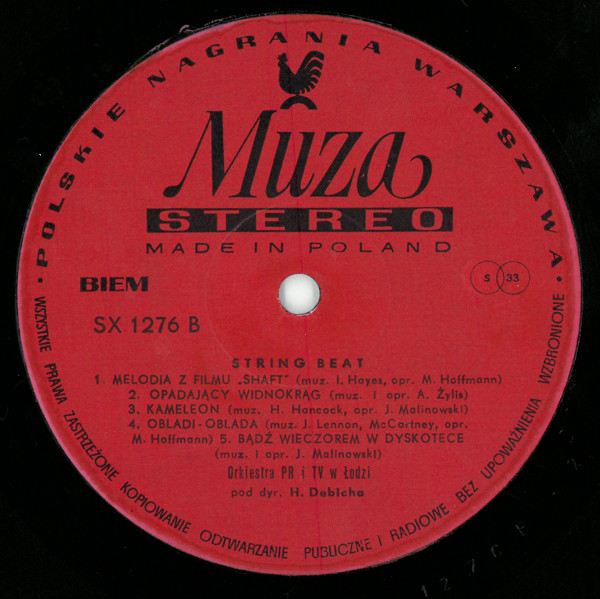 • POLSKIE NAGRANIA WARSZAWA •
Muza
STEREO
MADE IN POLAND
BIEM
S 33
SX 1276 B
STRING BEAT
1. MELODIA Z FILMU „SHAFT" (muz. I. Hayes, opr. M. Hoffmann)
2. OPADAJĄCY WIDNOKRĄG (muz. i opr. A. Żylis)
3. KAMELEON (muz. H. Hancock, opr. J. Malinowski)
4. OBLADI-OBLADA (muz. J. Lennon, McCartney, opr.
M. Hoffmann) 5. BĄDŹ WIECZOREM W DYSKOTECE
(muz. i opr. J. Malinowski)
Orkiestra PR i TV w Łodzi
pod dyr. H. Debicha
WSZYSTKIE PRAWA ZASTRZEŻONE KOPIOWANIE ODTWARZANIE PUBLICZNE I RADIOWE BEZ UPOWAŻNIENIA WZBRONIONE